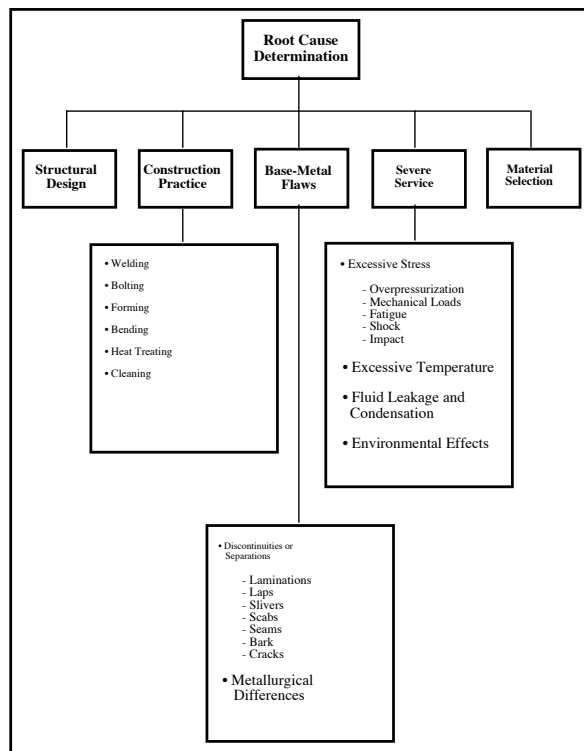 Root Cause
Determination
Structural
Design
Construction
Practice
Base-Metal
Flaws
Severe
Service
Material
Selection
• Welding
• Bolting
• Forming
• Bending
• Heat Treating
• Cleaning
• Excessive Stress
- Overpressurization
- Mechanical Loads
- Fatigue
- Shock
- Impact
• Excessive Temperature
• Fluid Leakage and
Condensation
• Environmental Effects
• Discontinuities or
Separations
- Laminations
- Laps
- Slivers
- Scabs
- Seams
- Bark
- Cracks
• Metallurgical
Differences